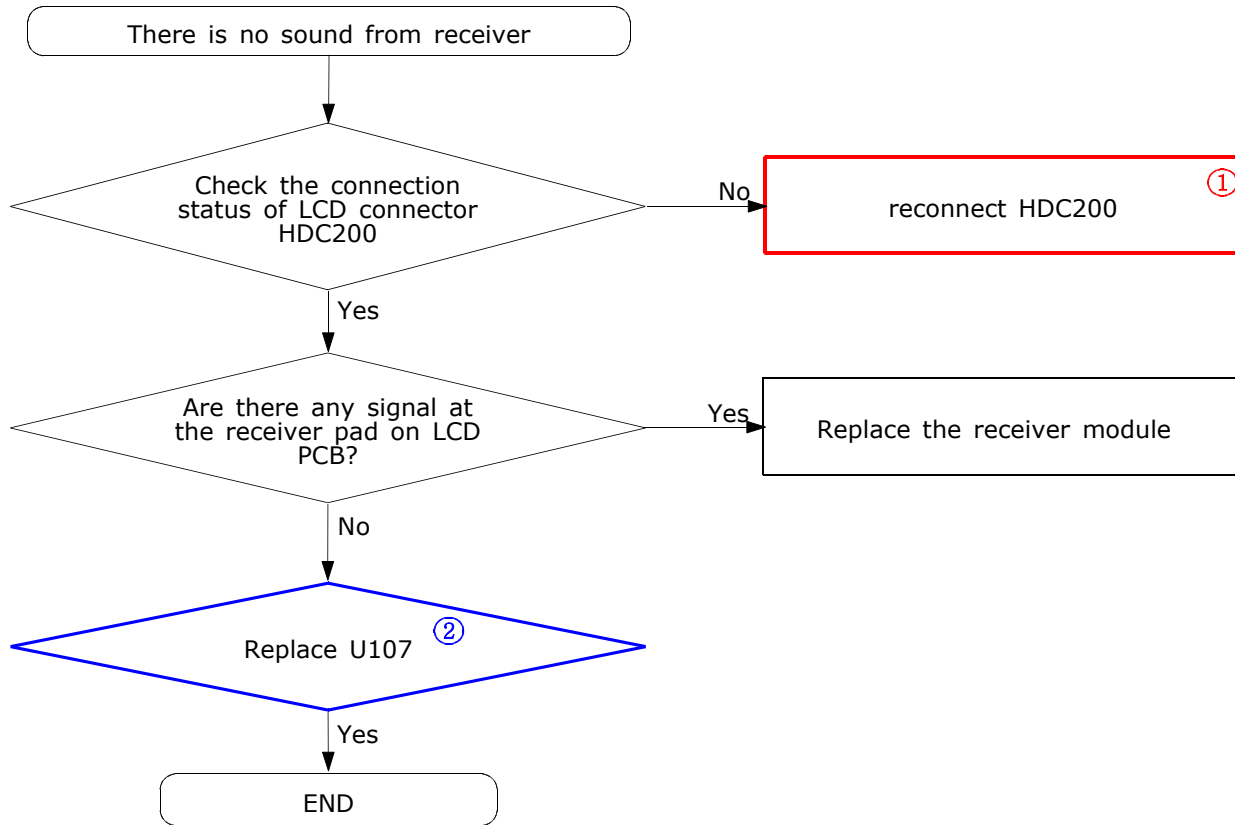 There is no sound from receiver
Check the connection
status of LCD connector
HDC200
No
①
reconnect HDC200
Yes
Are there any signal at
the receiver pad on LCD
PCB?
Yes
Replace the receiver module
No
②
Replace U107
Yes
END